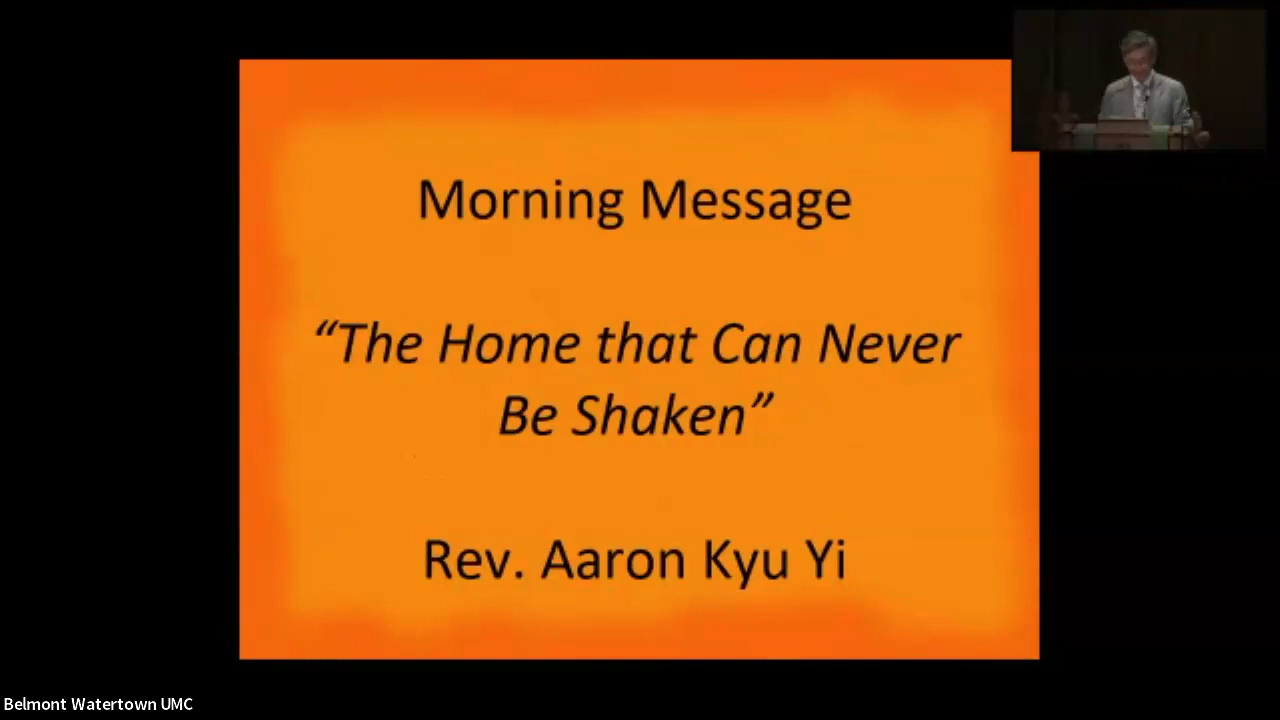 Morning Message
“The Home that Can Never
Be Shaken”
Rev. Aaron Kyu Yi
Belmont Watertown UMC